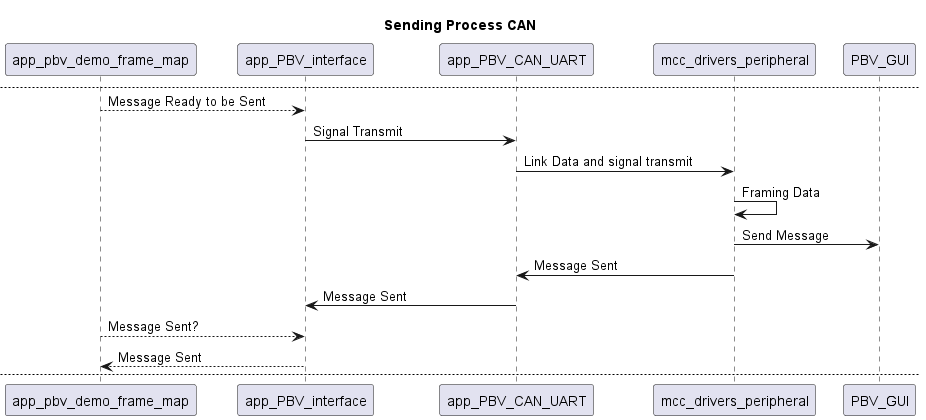 Sending Process CAN
app_pbv_demo_frame_map app_PBV_interface app_PBV_CAN_UART mcc_drivers_peripheral PBV_GUI
Message Ready to be Sent
Signal Transmit
Link Data and signal transmit
Framing Data
Send Message
Message Sent
Message Sent
Message Sent?
Message Sent
app_pbv_demo_frame_map app_PBV_interface app_PBV_CAN_UART mcc_drivers_peripheral PBV_GUI